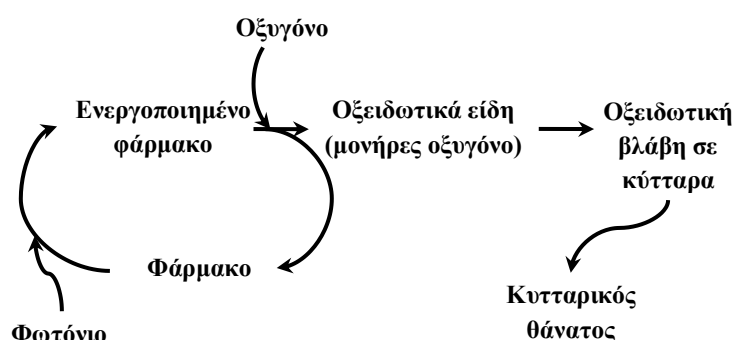 Οξυγόνο
Ενεργοποιημένο
φάρμακο
Οξειδωτικά είδη
(μονήρες οξυγόνο)
Οξειδωτική
βλάβη σε
κύτταρα
Φάρμακο
Φωτόνιο
Κυτταρικός
θάνατος